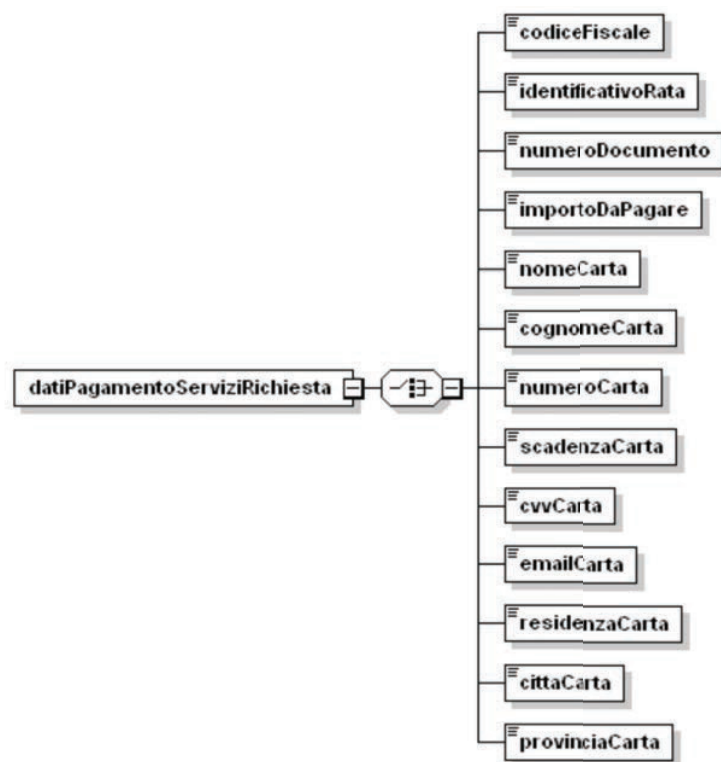 codiceFiscale
identificativoRata
numeroDocumento
importoDaPagare
nomeCarta
cognomeCarta
datiPagamentoServiziRichiesta
numeroCarta
scadenzaCarta
cvvCarta
emailCarta
residenzaCarta
cittaCarta
provinciaCarta